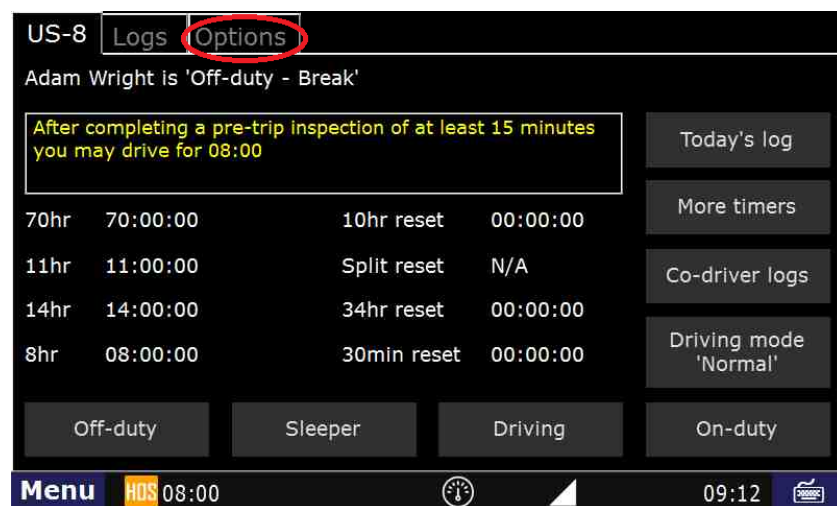 US-8 Logs Options
Adam Wright is 'Off-duty - Break'
After completing a pre-trip inspection of at least 15 minutes
you may drive for 08:00
Today's log
More timers
Co-driver logs
Driving mode
'Normal'
70hr 70:00:00 10hr reset 00:00:00
11hr 11:00:00 Split reset N/A
14hr 14:00:00 34hr reset 00:00:00
8hr 08:00:00 30min reset 00:00:00
Off-duty Sleeper Driving On-duty
Menu HOS 08:00 09:12